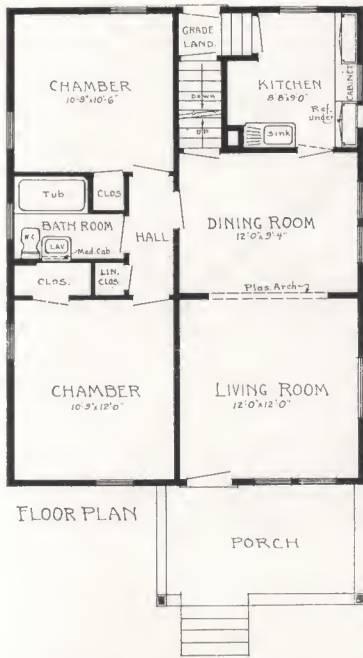 GRADE
LAND.
CHAMBER
10'-9"x10'-6"
KITCHEN
8'-8"x9'-0"
CABINET
Down
UP
Ref.
under
Sink
Tub
CLOS
BATH ROOM
W.C.
LAV
Med. Cab.
HALL
DINING ROOM
12'-0"x9'-4"
CLOS.
LIN.
CLOS.
Plas. Arch
CHAMBER
10'-9"x12'-0"
LIVING ROOM
12'-0"x12'-0"
FLOOR PLAN
PORCH